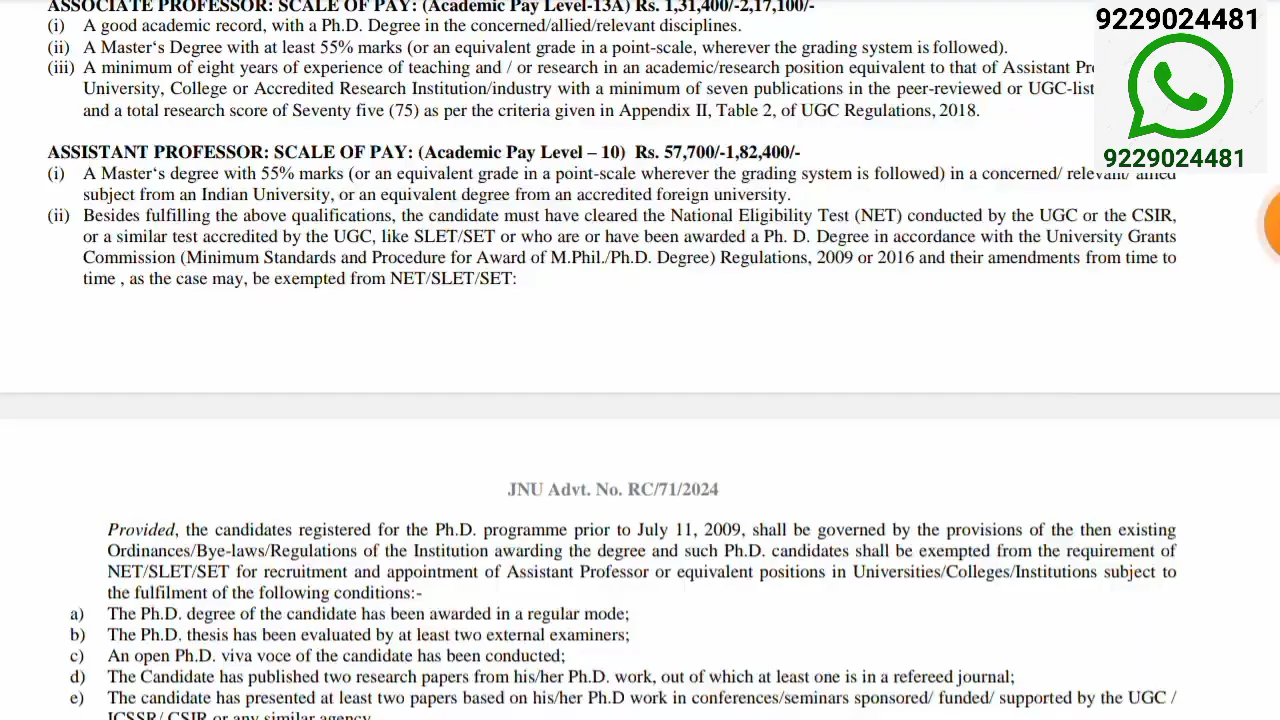 ASSOCIATE PROFESSOR: SCALE OF PAY: (Academic Pay Level-13A) Rs. 1,31,400/-2,17,100/-
(i) A good academic record, with a Ph.D. Degree in the concerned/allied/relevant disciplines.
(ii) A Master's Degree with at least 55% marks (or an equivalent grade in a point-scale, wherever the grading system is followed).
(iii) A minimum of eight years of experience of teaching and / or research in an academic/research position equivalent to that of Assistant
University, College or Accredited Research Institution/industry with a minimum of seven publications in the peer-reviewed or
and a total research score of Seventy five (75) as per the criteria given in Appendix II, Table 2, of UGC Regulations, 2018.
9229024481
9229024481
ASSISTANT PROFESSOR: SCALE OF PAY: (Academic Pay Level – 10) Rs. 57,700/-1,82,400/-
(i) A Master's degree with 55% marks (or an equivalent grade in a point-scale wherever the grading system is followed) in a concerned/ relevant/ allied
subject from an Indian University, or an equivalent degree from an accredited foreign university.
(ii) Besides fulfilling the above qualifications, the candidate must have cleared the National Eligibility Test (NET) conducted by the UGC or the CSIR,
or a similar test accredited by the UGC, like SLET/SET or who are or have been awarded a Ph. D. Degree in accordance with the University Grants
Commission (Minimum Standards and Procedure for Award of M.Phil./Ph.D. Degree) Regulations, 2009 or 2016 and their amendments from time to
time , as the case may, be exempted from NET/SLET/SET:
JNU Advt. No. RC/71/2024
Provided, the candidates registered for the Ph.D. programme prior to July 11, 2009, shall be governed by the provisions of the then existing
Ordinances/Bye-laws/Regulations of the Institution awarding the degree and such Ph.D. candidates shall be exempted from the requirement of
NET/SLET/SET for recruitment and appointment of Assistant Professor or equivalent positions in Universities/Colleges/Institutions subject to
the fulfilment of the following conditions:-
a) The Ph.D. degree of the candidate has been awarded in a regular mode;
b) The Ph.D. thesis has been evaluated by at least two external examiners;
c) An open Ph.D. viva voce of the candidate has been conducted;
d) The Candidate has published two research papers from his/her Ph.D. work, out of which at least one is in a refereed journal;
e) The candidate has presented at least two papers based on his/her Ph.D work in conferences/seminars sponsored/ funded/ supported by the UGC /
ICSSR/ CSIR or any similar agency